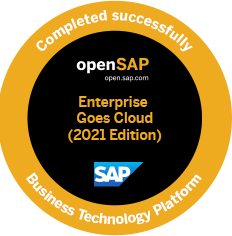 Completed successfully
openSAP
open.sap.com
Enterprise
Goes Cloud
(2021 Edition)
SAP
Business Technology Platform